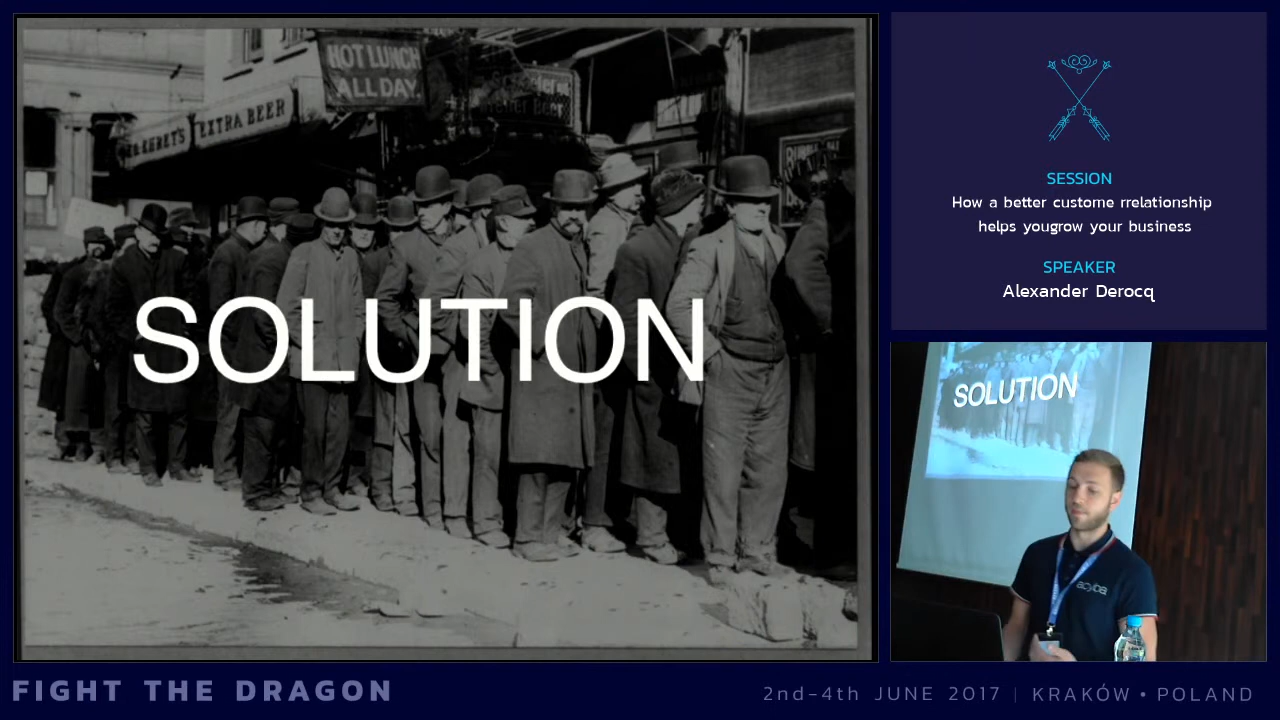 HOT LUNCH
ALL DAY.
EXTRA BEER
SOLUTION
SESSION
How a better custome rrelationship
helps yougrow your business
SPEAKER
Alexander Derocq
SOLUTION
acyba
FIGHT THE DRAGON
2nd-4th JUNE 2017 | KRAKÓW • POLAND